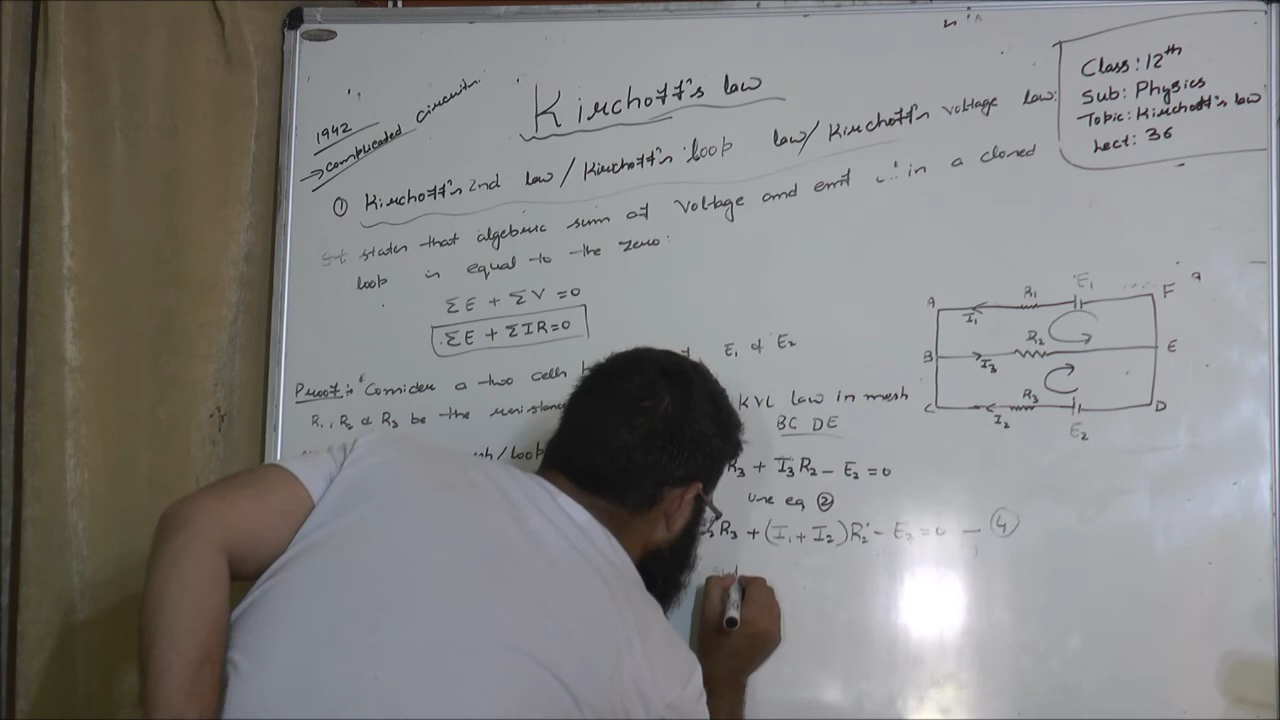 Class: 12th
Sub: Physics
Topic: Kirchoff's law
Lect: 36
1942
→ complicated circuits.
Kirchoff's law
① Kirchoff's 2nd law / Kirchoff's loop law / Kirchoff's voltage law:
It states that algebric sum of voltage and emf in a closed
loop is equal to the zero:
ΣE + ΣV = 0
ΣE + ΣIR = 0
Proof: Consider a two cells E1 & E2
R1, R2 & R3 be the resistance
KVL law in mesh
BC DE
R3 + I3R2 - E2 = 0
use eq ②
R3 + (I1 + I2)R2 - E2 = 0 — ④
A I1 R1 E1 F
B I3 R2 E
C I2 R3 E2 D